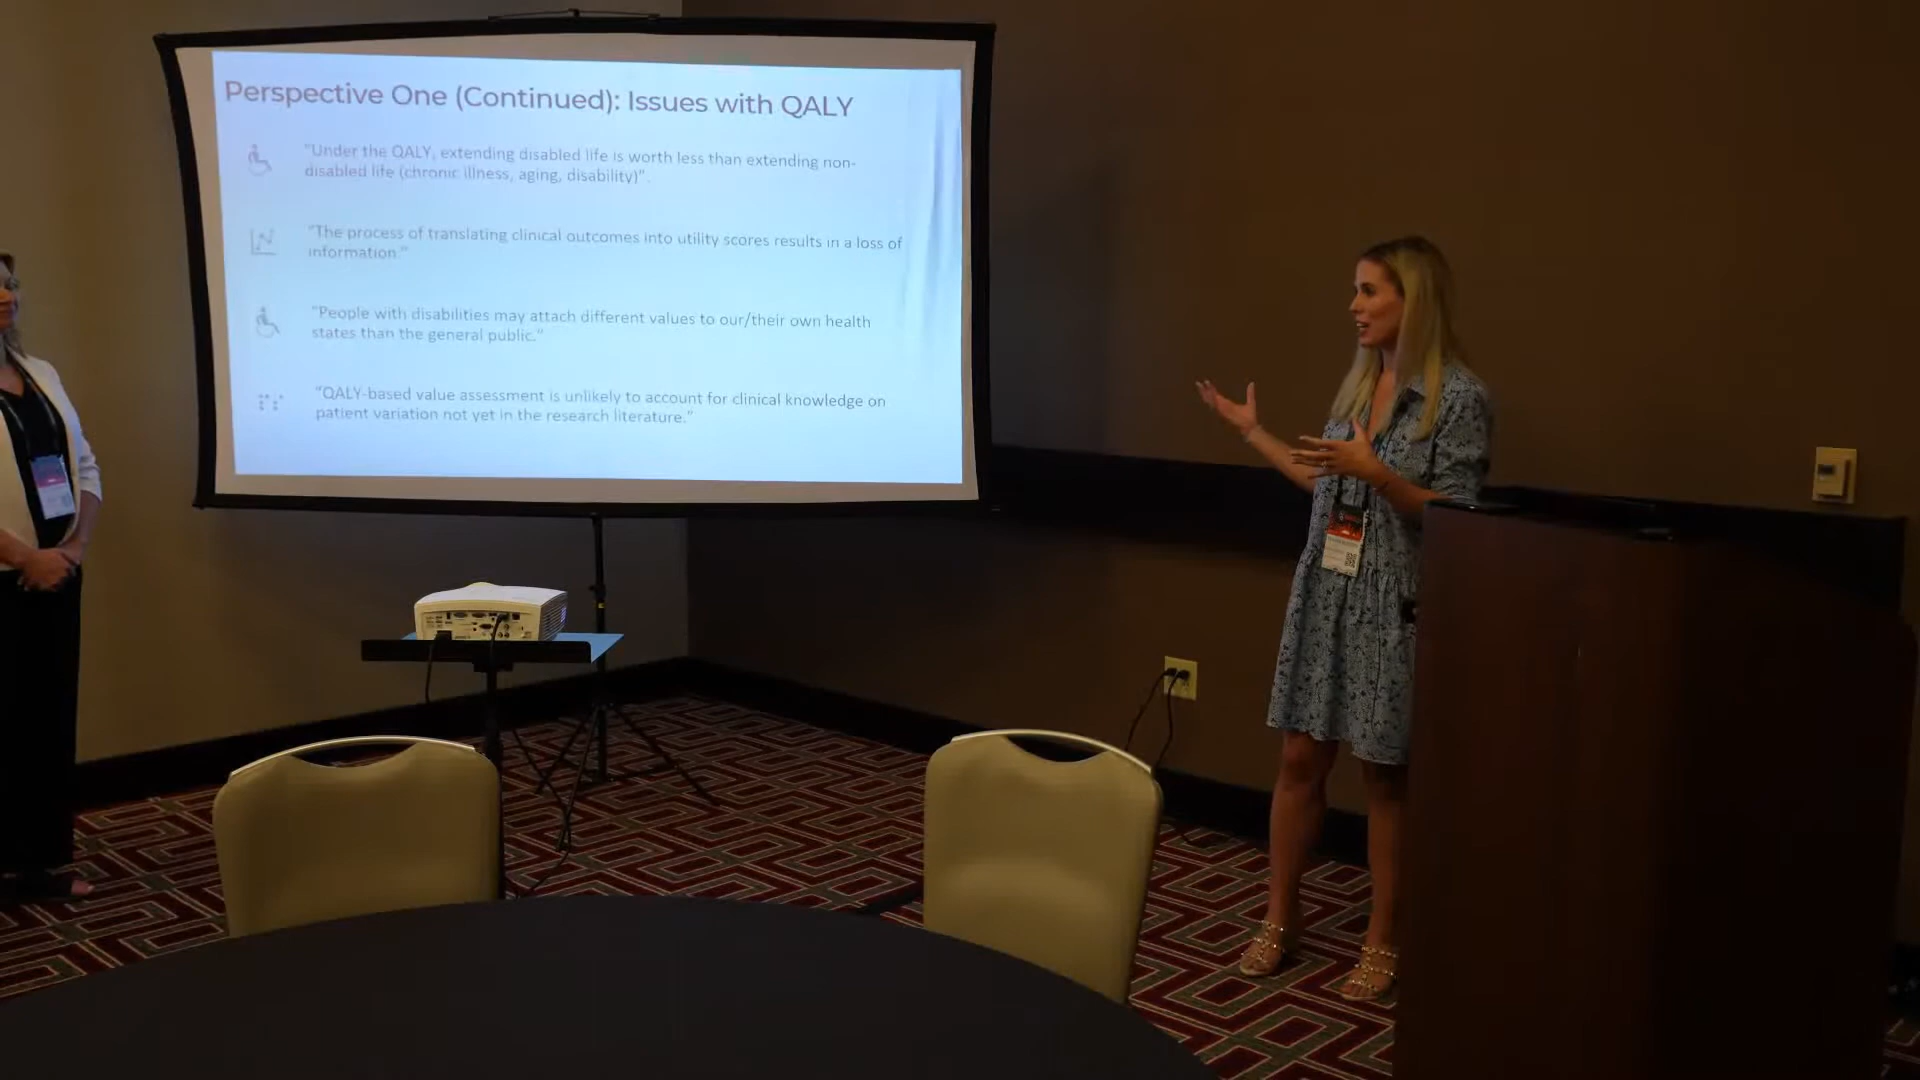 Perspective One (Continued): Issues with QALY
"Under the QALY, extending disabled life is worth less than extending non-
disabled life (chronic illness, aging, disability)".
"The process of translating clinical outcomes into utility scores results in a loss of
information."
"People with disabilities may attach different values to our/their own health
states than the general public."
"QALY-based value assessment is unlikely to account for clinical knowledge on
patient variation not yet in the research literature."